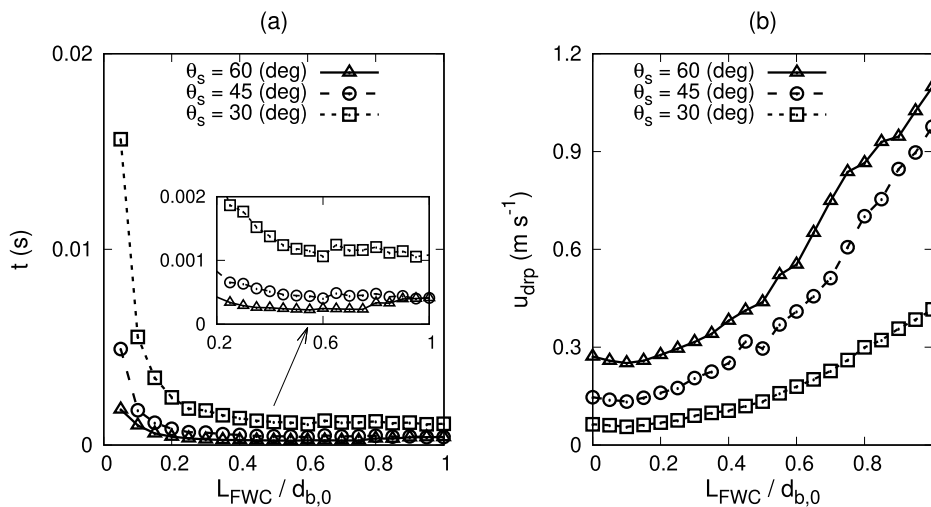 (a)
0.02
θs = 60 (deg)
θs = 45 (deg)
θs = 30 (deg)
0.002
0.001
0
0.2
0.6
1
0.01
0
t (s)
0
0.2
0.4
0.6
0.8
1
LFWC / db,0
(b)
1.2
θs = 60 (deg)
θs = 45 (deg)
θs = 30 (deg)
0.9
0.6
0.3
0
udrp (m s-1)
0
0.2
0.4
0.6
0.8
LFWC / db,0